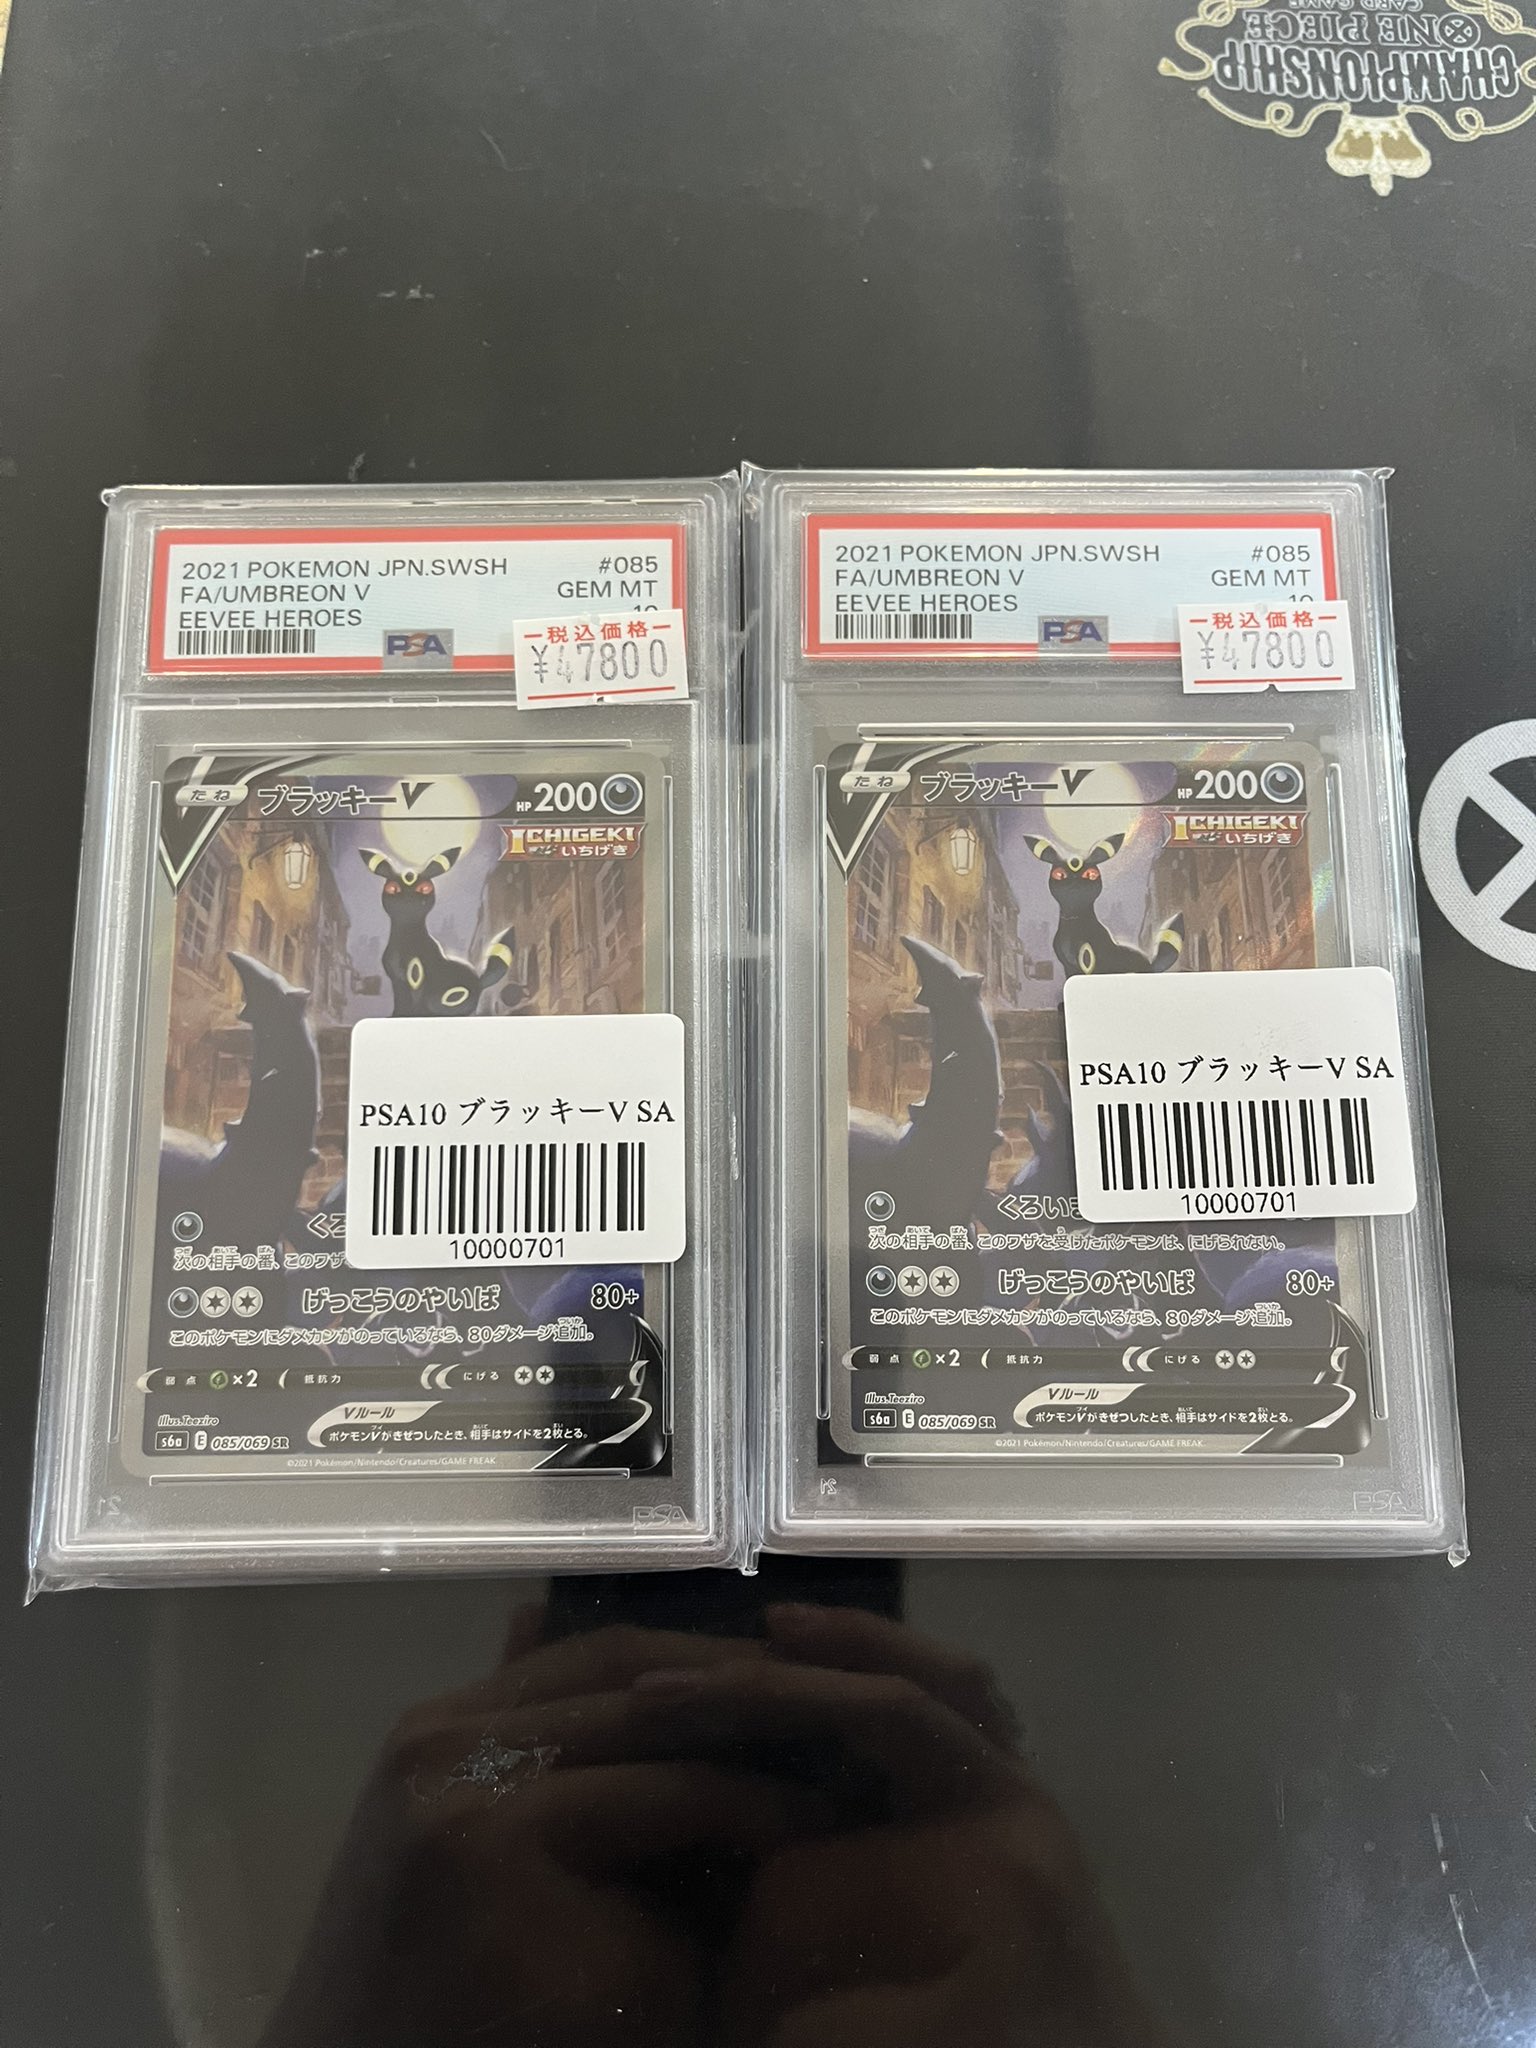 CHAMPIONSHIP
ONE PIECE
CARD GAME
2021 POKEMON JPN.SWSH #085
FA/UMBREON V GEM MT
EEVEE HEROES 10
PSA
税込価格
¥47800
たね ブラッキーV HP 200
ICHIGEKI
いちげき
PSA10 ブラッキーV SA
10000701
くろ
次の相手の番、このワザを
げっこうのやいば 80+
このポケモンにダメカンがのっているなら、80ダメージ追加。
弱点 ×2 抵抗力 にげる
Illus.Teeziro
Vルール
ポケモンVがきぜつしたとき、相手はサイドを2枚とる。
s6a E 085/069 SR
©2021 Pokémon/Nintendo/Creatures/GAME FREAK
PSA
2021 POKEMON JPN.SWSH #085
FA/UMBREON V GEM MT
EEVEE HEROES 10
PSA
税込価格
¥47800
たね ブラッキーV HP 200
ICHIGEKI
いちげき
PSA10 ブラッキーV SA
10000701
くろいま
次の相手の番、このワザを受けたポケモンは、にげられない。
げっこうのやいば 80+
このポケモンにダメカンがのっているなら、80ダメージ追加。
弱点 ×2 抵抗力 にげる
Illus.Teeziro
Vルール
ポケモンVがきぜつしたとき、相手はサイドを2枚とる。
s6a E 085/069 SR
©2021 Pokémon/Nintendo/Creatures/GAME FREAK.
PSA